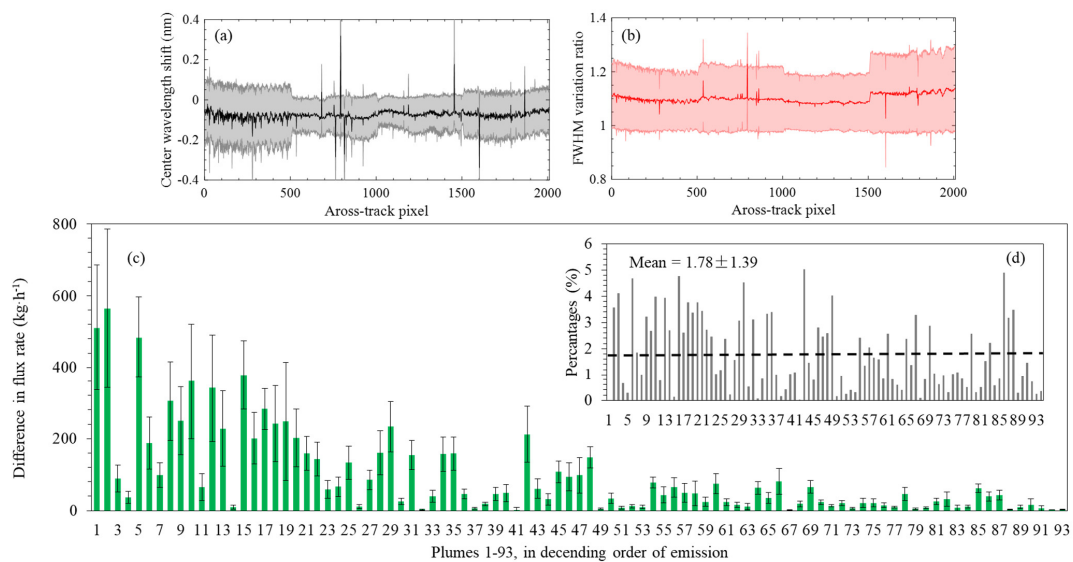 (a)
0.4
0.2
0
-0.2
-0.4
Center wavelength shift (nm)
0 500 1000 1500 2000
Aross-track pixel
(b)
1.4
1.2
1
0.8
FWHM variation ratio
0 500 1000 1500 2000
Aross-track pixel
(c)
800
600
400
200
0
Difference in flux rate (kg·h⁻¹)
1 3 5 7 9 11 13 15 17 19 21 23 25 27 29 31 33 35 37 39 41 43 45 47 49 51 53 55 57 59 61 63 65 67 69 71 73 75 77 79 81 83 85 87 89 91 93
Plumes 1-93, in decending order of emission
Mean = 1.78±1.39
(d)
6
5
4
3
2
1
0
Percentages (%)
1 5 9 13 17 21 25 29 33 37 41 45 49 53 57 61 65 69 73 77 81 85 89 93